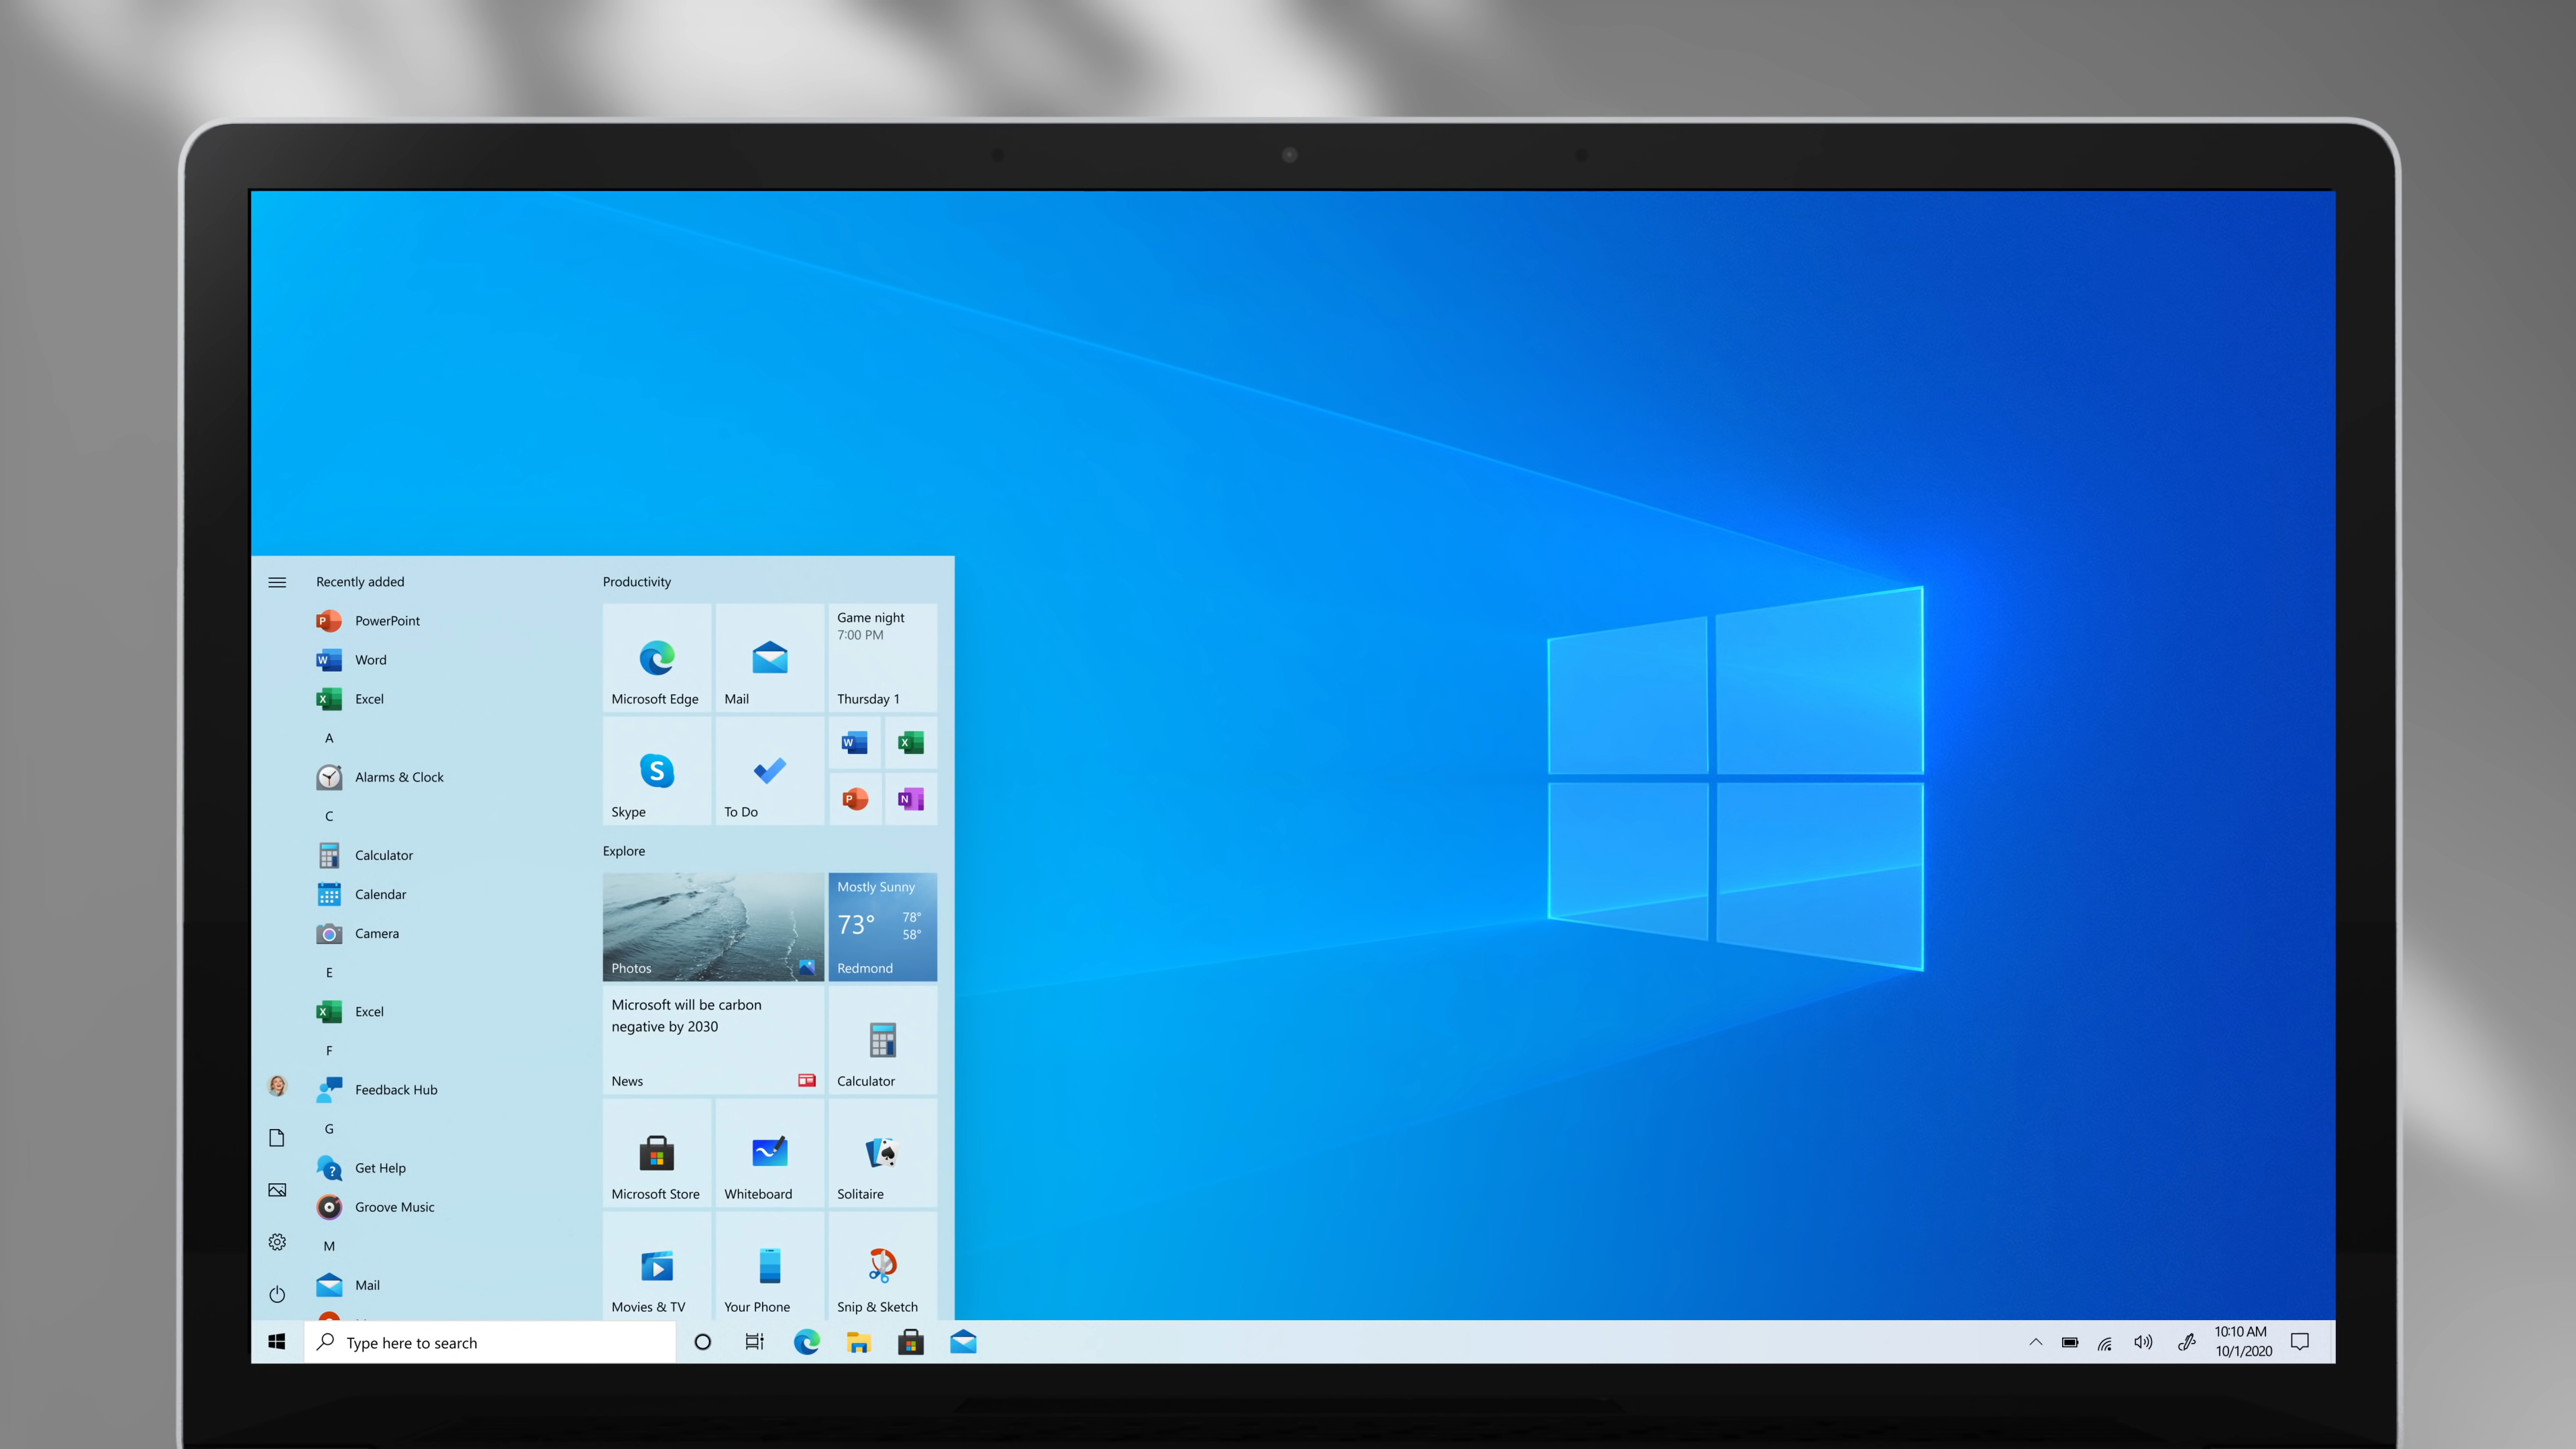 Recently added
PowerPoint
Word
Excel
A
Alarms & Clock
C
Calculator
Calendar
Camera
E
Excel
F
Feedback Hub
G
Get Help
Groove Music
M
Mail
Productivity
Microsoft Edge
Mail
Game night
7:00 PM
Thursday 1
Skype
To Do
W
X
P
N
Explore
Photos
Mostly Sunny
73°
78°
58°
Redmond
Microsoft will be carbon
negative by 2030
News
Calculator
Microsoft Store
Whiteboard
Solitaire
Movies & TV
Your Phone
Snip & Sketch
Type here to search
10:10 AM
10/1/2020